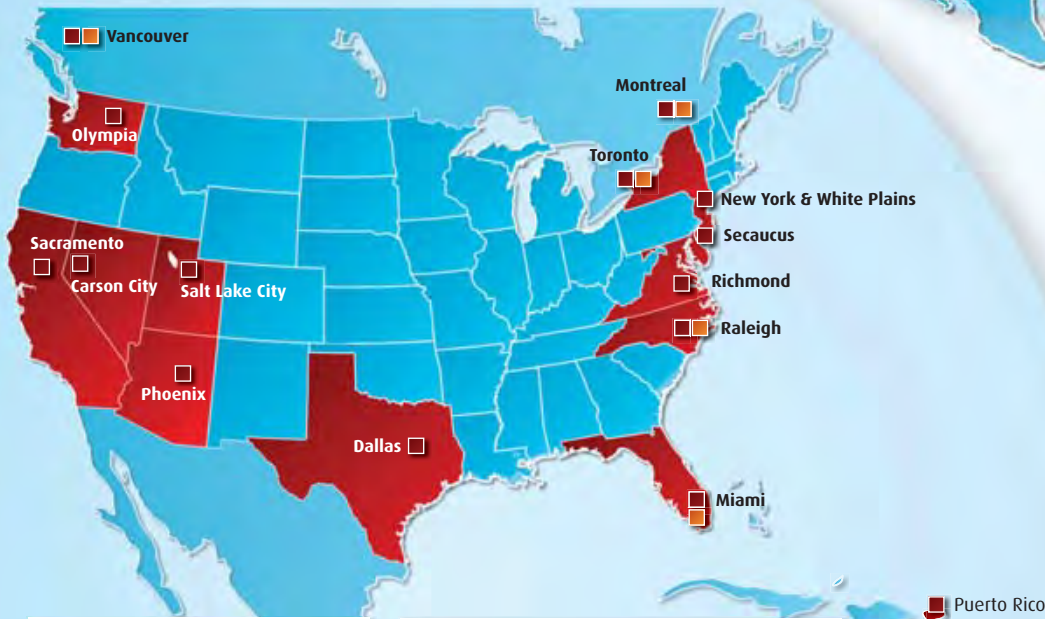 Vancouver
Montreal
Olympia
Toronto
New York & White Plains
Secaucus
Sacramento
Carson City
Salt Lake City
Richmond
Raleigh
Phoenix
Dallas
Miami
Puerto Rico